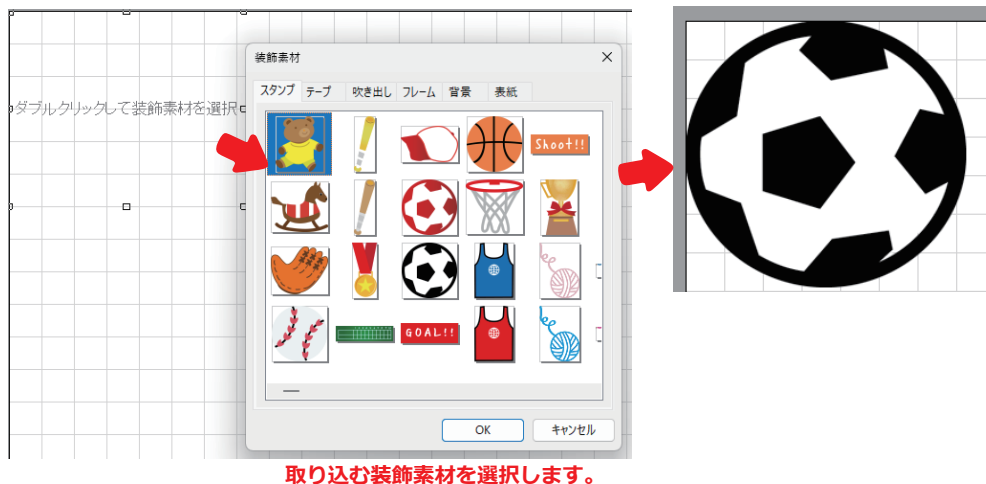 装飾素材
スタンプ テープ 吹き出し フレーム 背景 表紙
ダブルクリックして装飾素材を選択
Shoot!!
GOAL!!
OK キャンセル
取り込む装飾素材を選択します。